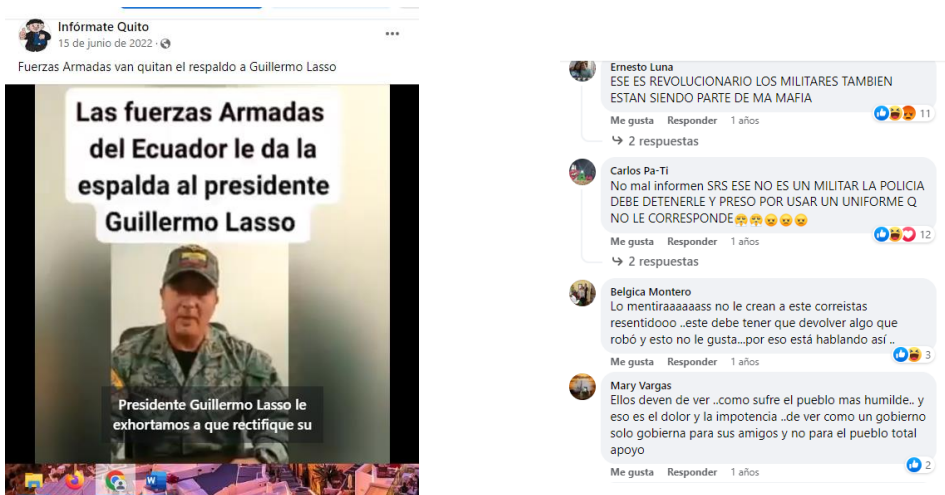 Infórmate Quito
15 de junio de 2022 ·
Fuerzas Armadas van quitan el respaldo a Guillermo Lasso
Las fuerzas Armadas
del Ecuador le da la
espalda al presidente
Guillermo Lasso
Presidente Guillermo Lasso le
exhortamos a que rectifique su
Ernesto Luna
ESE ES REVOLUCIONARIO LOS MILITARES TAMBIEN
ESTAN SIENDO PARTE DE MA MAFIA
Me gusta Responder 1 años 11
2 respuestas
Carlos Pa-Ti
No mal informen SRS ESE NO ES UN MILITAR LA POLICIA
DEBE DETENERLE Y PRESO POR USAR UN UNIFORME Q
NO LE CORRESPONDE😤😤😠😠😠
Me gusta Responder 1 años 12
2 respuestas
Belgica Montero
Lo mentiraaaaaass no le crean a este correistas
resentidooo ..este debe tener que devolver algo que
robó y esto no le gusta...por eso está hablando así ..
Me gusta Responder 1 años 3
Mary Vargas
Ellos deven de ver ..como sufre el pueblo mas humilde.. y
eso es el dolor y la impotencia ..de ver como un gobierno
solo gobierna para sus amigos y no para el pueblo total
apoyo
Me gusta Responder 1 años 2